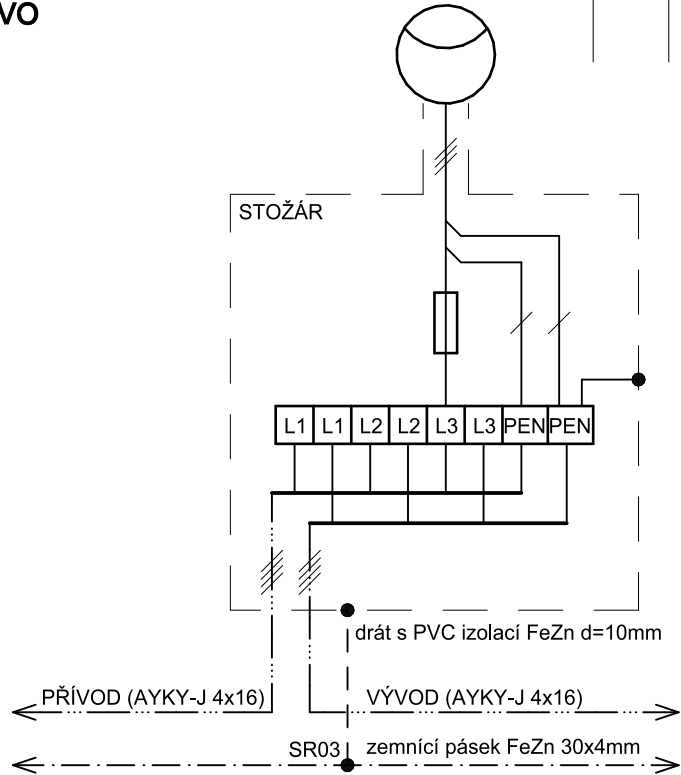 VO
STOŽÁR
L1 L1 L2 L2 L3 L3 PEN PEN
drát s PVC izolací FeZn d=10mm
PŘÍVOD (AYKY-J 4x16) VÝVOD (AYKY-J 4x16)
SR03 zemnící pásek FeZn 30x4mm